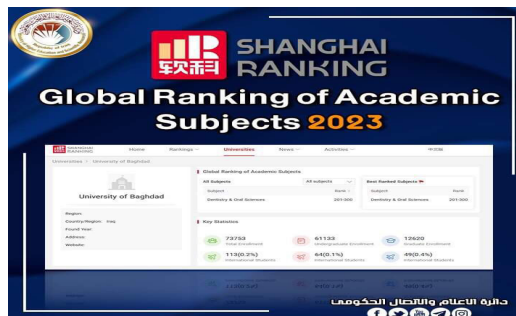 软科
SHANGHAI
RANKING
Global Ranking of Academic
Subjects 2023
SHANGHAI
RANKING
Home Rankings Universities News Activities
Universities > University of Baghdad
University of Baghdad
Region:
Country/Region: Iraq
Found Year:
Address:
Website:
Global Ranking of Academic Subjects
All Subjects All subjects
Subject Rank
Dentistry & Oral Sciences 201-300
Best Ranked Subjects
Subject Rank
Dentistry & Oral Sciences 201-300
Key Statistics
73753
Total Enrollment
61133
Undergraduate Enrollment
12620
Graduate Enrollment
113(0.2%)
International Students
64(0.1%)
International Students
49(0.4%)
International Students
دائرة الاعلام والاتصال الحكومي